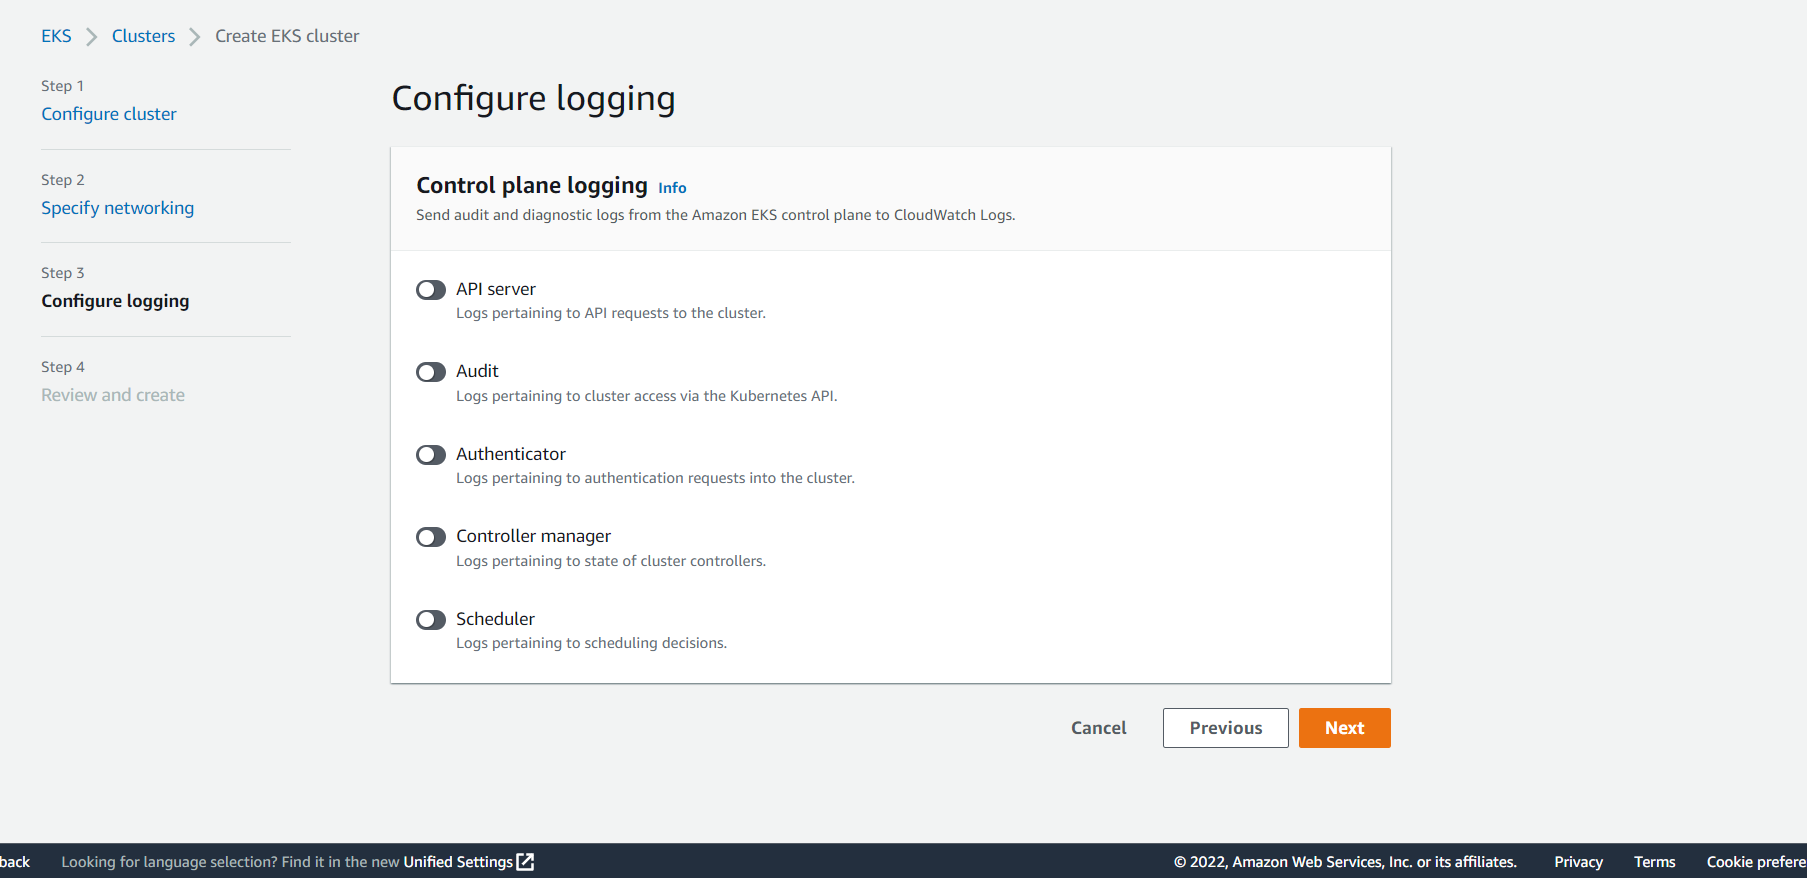 EKS
Clusters
Create EKS cluster
Step 1
Configure cluster
Step 2
Specify networking
Step 3
Configure logging
Step 4
Review and create
Configure logging
Control plane logging Info
Send audit and diagnostic logs from the Amazon EKS control plane to CloudWatch Logs.
API server
Logs pertaining to API requests to the cluster.
Audit
Logs pertaining to cluster access via the Kubernetes API.
Authenticator
Logs pertaining to authentication requests into the cluster.
Controller manager
Logs pertaining to state of cluster controllers.
Scheduler
Logs pertaining to scheduling decisions.
Cancel
Previous
Next
back
Looking for language selection? Find it in the new Unified Settings
© 2022, Amazon Web Services, Inc. or its affiliates.
Privacy
Terms
Cookie prefere